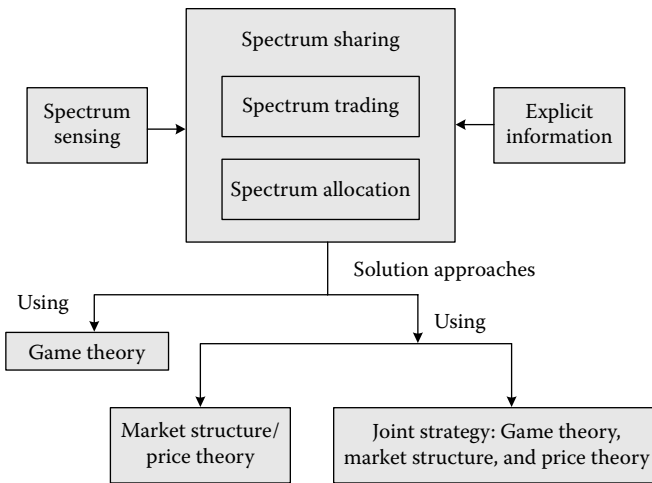 Spectrum sharing
Spectrum trading
Spectrum
sensing
Explicit
information
Spectrum allocation
Solution approaches
Using
Using
Game theory
Market structure/
price theory
Joint strategy: Game theory,
market structure, and price theory